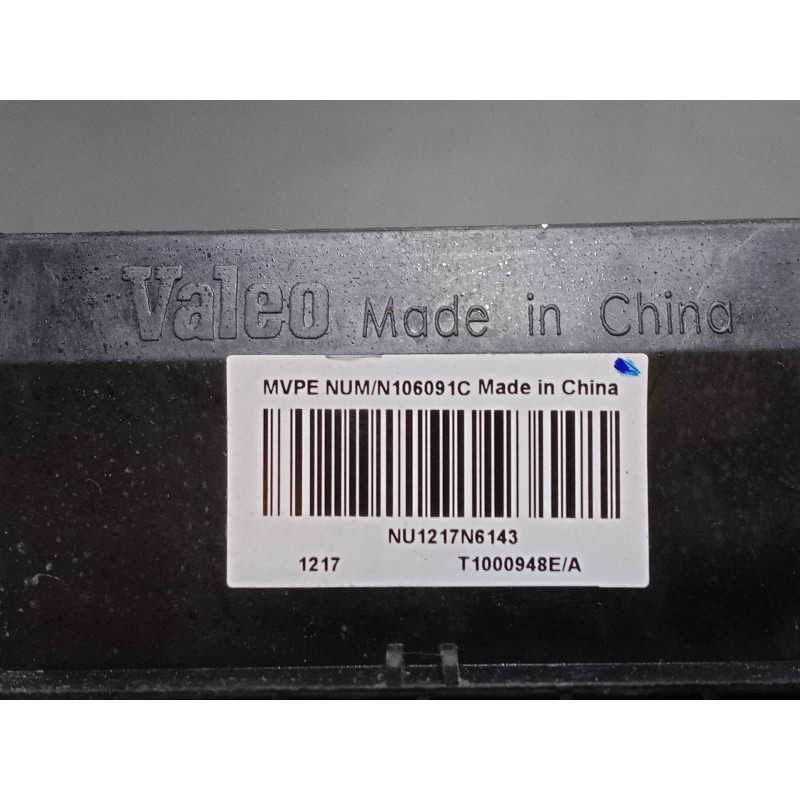 Valeo Made in China
MVPE NUM/N106091C Made in China
NU1217N6143
1217 T1000948E/A